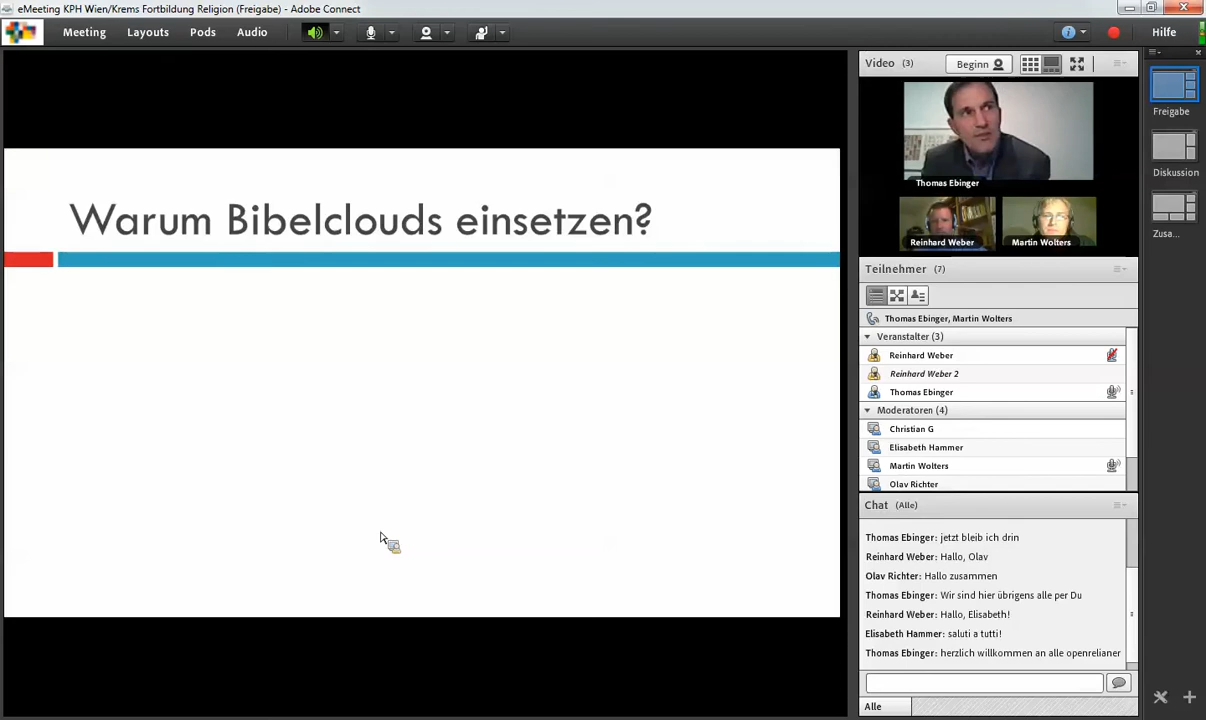 eMeeting KPH Wien/Krems Fortbildung Religion (Freigabe) - Adobe Connect
Meeting Layouts Pods Audio Hilfe
Warum Bibelclouds einsetzen?
Video (3) Beginn
Thomas Ebinger
Reinhard Weber Martin Wolters
Teilnehmer (7)
Thomas Ebinger, Martin Wolters
Veranstalter (3)
Reinhard Weber
Reinhard Weber 2
Thomas Ebinger
Moderatoren (4)
Christian G
Elisabeth Hammer
Martin Wolters
Olav Richter
Chat (Alle)
Thomas Ebinger: jetzt bleib ich drin
Reinhard Weber: Hallo, Olav
Olav Richter: Hallo zusammen
Thomas Ebinger: Wir sind hier übrigens alle per Du
Reinhard Weber: Hallo, Elisabeth!
Elisabeth Hammer: saluti a tutti!
Thomas Ebinger: herzlich willkommen an alle openrelianer
Alle
Freigabe
Diskussion
Zusa...